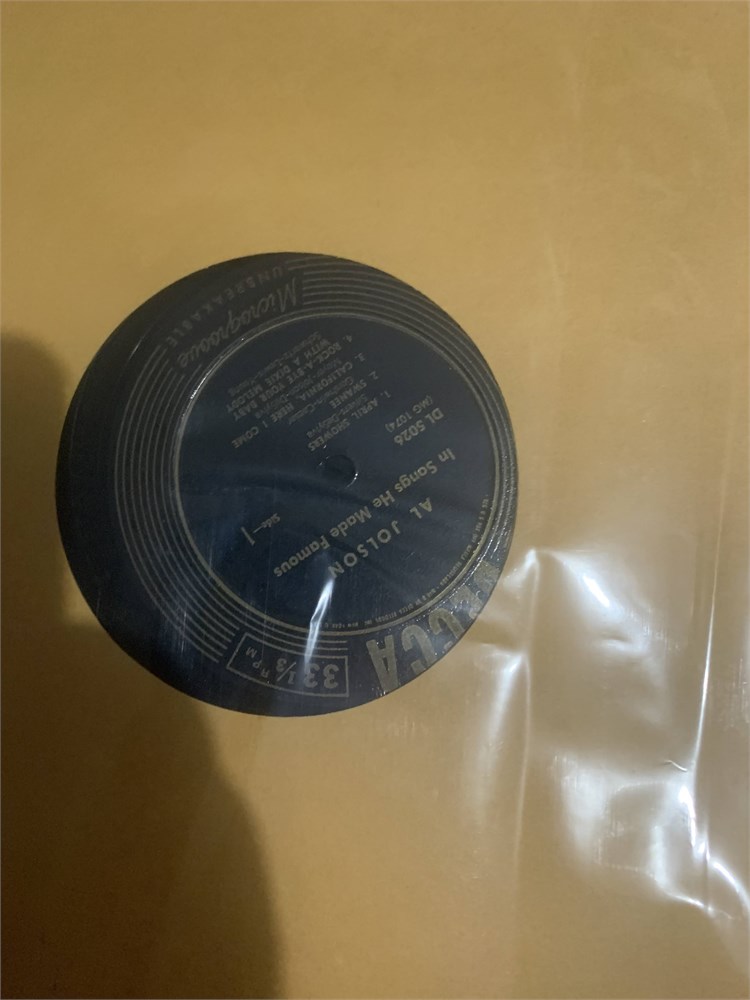 DECCA
33 1/3
RPM
AL JOLSON
In Songs He Made Famous
Side—1
DL 5026
(MG 1074)
1. APRIL SHOWERS
2. SWANEE
3. CALIFORNIA, HERE I COME
4. ROCK-A-BYE YOUR BABY
WITH A DIXIE MELODY
Microgroove
UNBREAKABLE